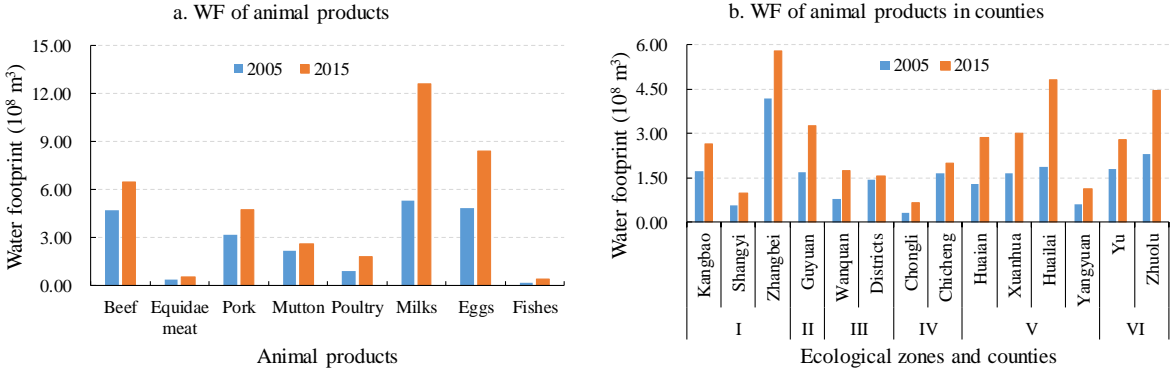 a. WF of animal products
Water footprint (10⁸ m³)
15.00
12.00
9.00
6.00
3.00
0.00
2005 2015
Beef Equidae meat Pork Mutton Poultry Milks Eggs Fishes
Animal products
b. WF of animal products in counties
Water footprint (10⁸ m³)
6.00
4.50
3.00
1.50
0.00
2005 2015
Kangbao Shangyi Zhangbei Guyuan Wanquan Districts Chongli Chicheng Huaian Xuanhua Huailai Yangyuan Yu Zhuolu
I II III IV V VI
Ecological zones and counties